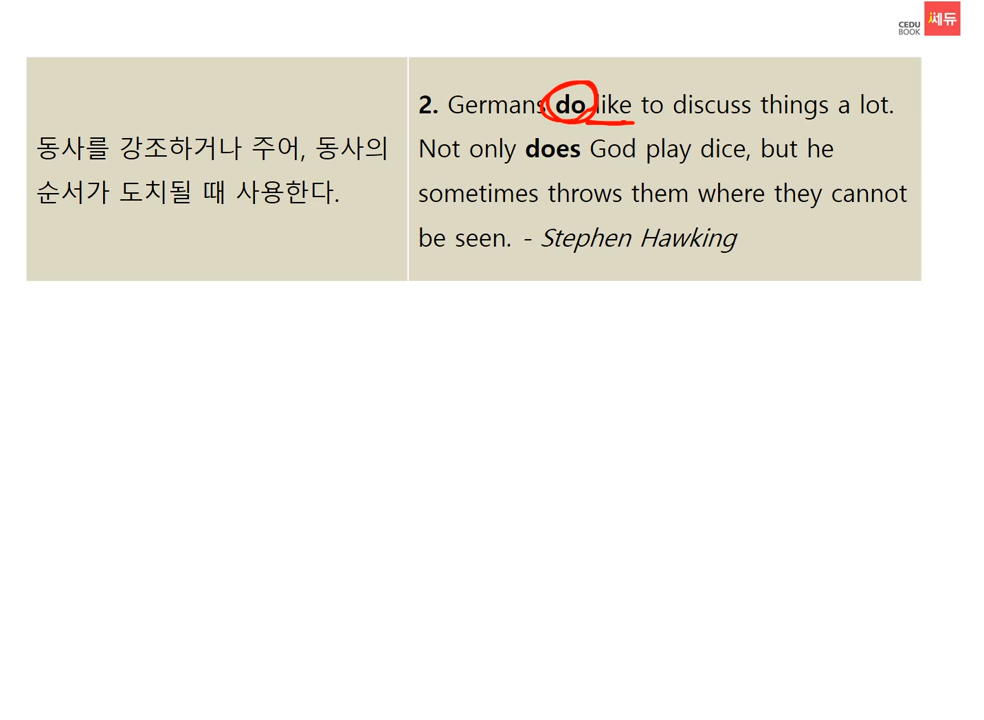 CEDU
BOOK
쎄듀
동사를 강조하거나 주어, 동사의
순서가 도치될 때 사용한다.
2. Germans do like to discuss things a lot.
Not only does God play dice, but he
sometimes throws them where they cannot
be seen. - Stephen Hawking